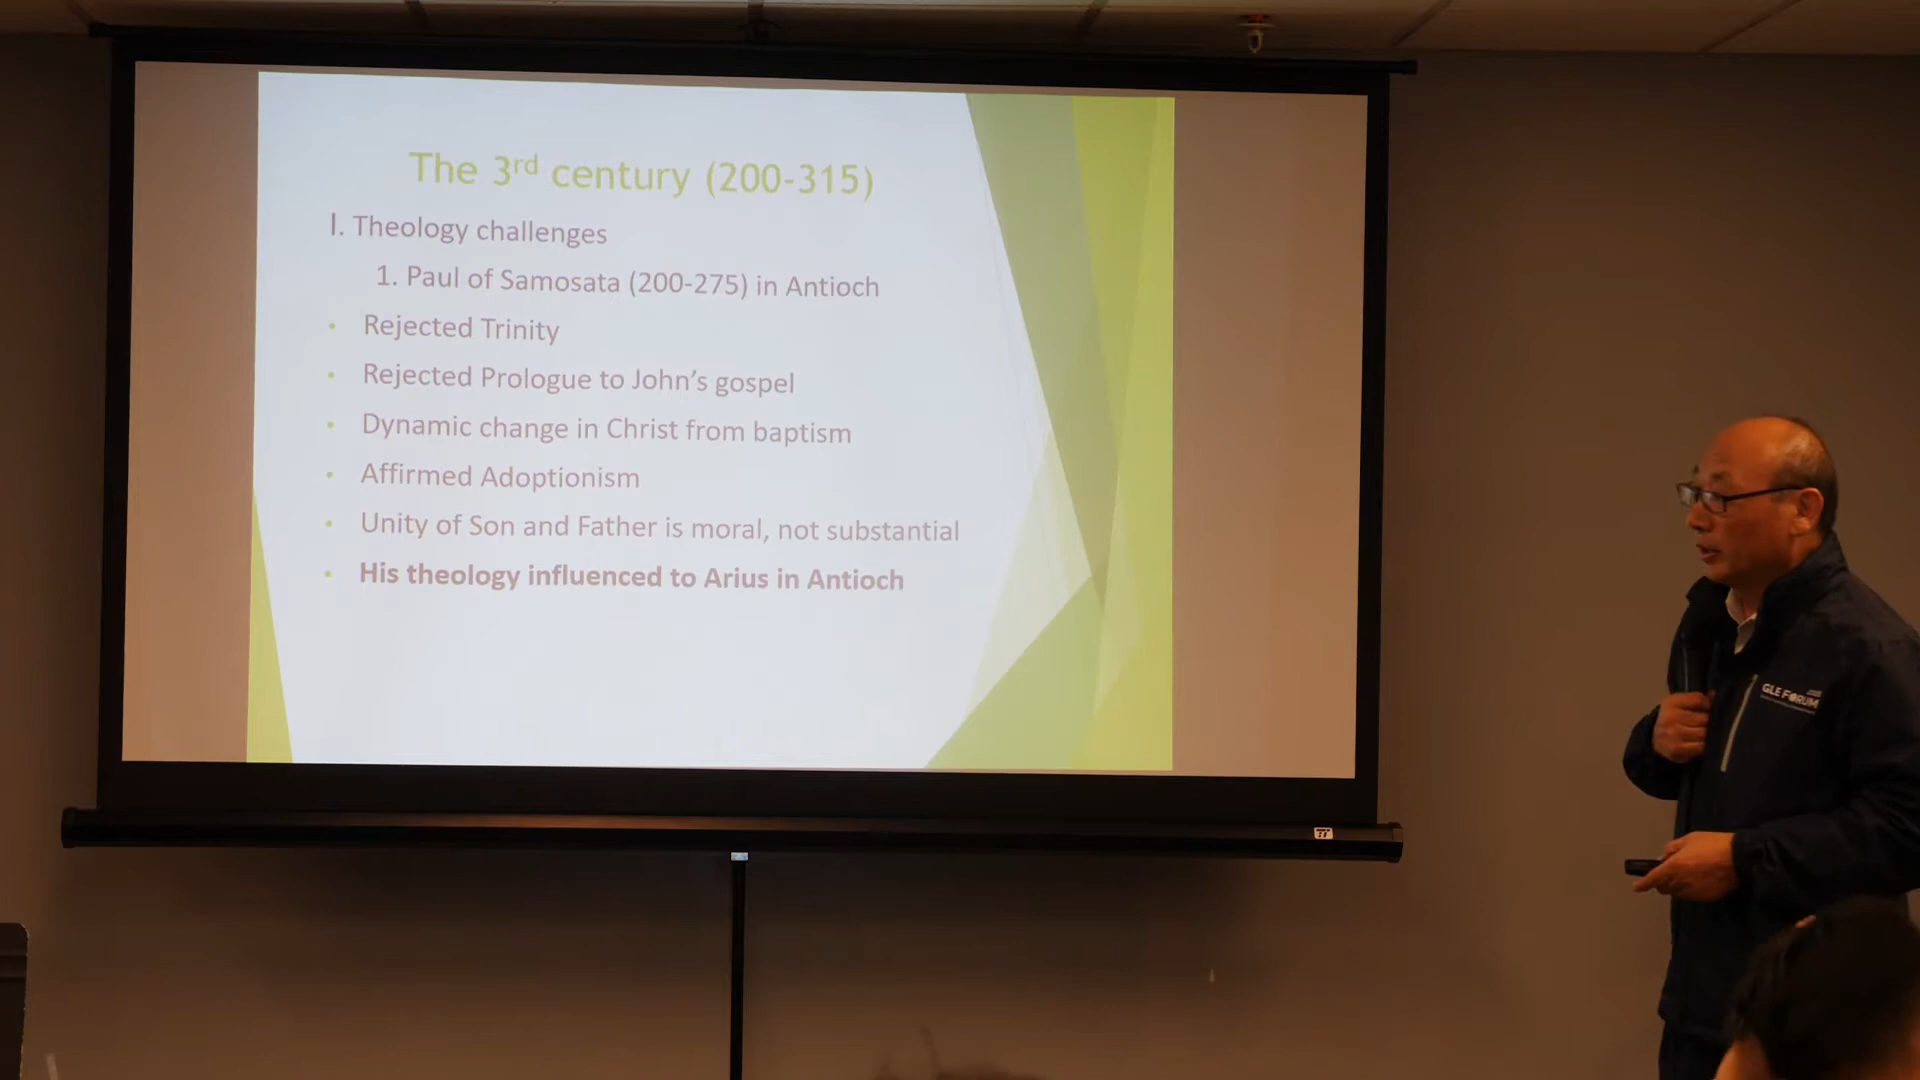 The 3rd century (200-315)
I. Theology challenges
1. Paul of Samosata (200-275) in Antioch
• Rejected Trinity
• Rejected Prologue to John’s gospel
• Dynamic change in Christ from baptism
• Affirmed Adoptionism
• Unity of Son and Father is moral, not substantial
• His theology influenced to Arius in Antioch
GLE FORUM